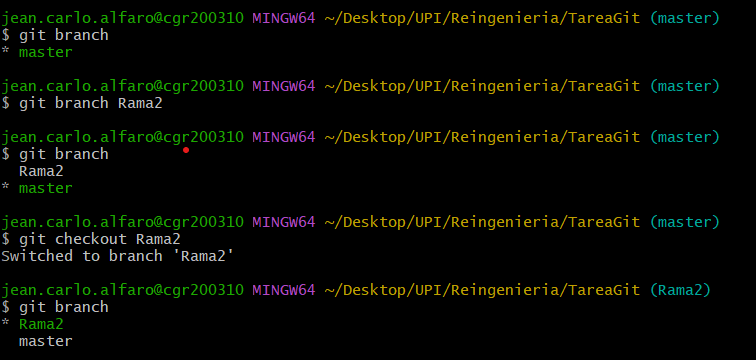 jean.carlo.alfaro@cgr200310 MINGW64 ~/Desktop/UPI/Reingenieria/TareaGit (master)
$ git branch
* master
jean.carlo.alfaro@cgr200310 MINGW64 ~/Desktop/UPI/Reingenieria/TareaGit (master)
$ git branch Rama2
jean.carlo.alfaro@cgr200310 MINGW64 ~/Desktop/UPI/Reingenieria/TareaGit (master)
$ git branch
Rama2
* master
jean.carlo.alfaro@cgr200310 MINGW64 ~/Desktop/UPI/Reingenieria/TareaGit (master)
$ git checkout Rama2
Switched to branch 'Rama2'
jean.carlo.alfaro@cgr200310 MINGW64 ~/Desktop/UPI/Reingenieria/TareaGit (Rama2)
$ git branch
* Rama2
master